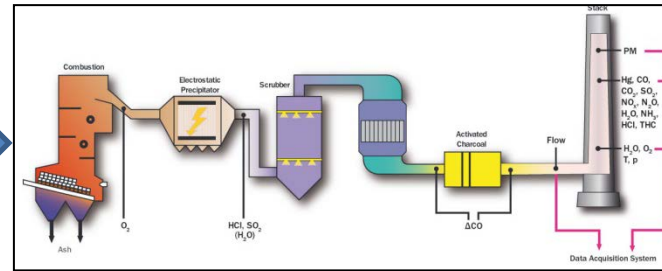 Stack
Combustion
Electrostatic
Precipitator
Scrubber
PM
Hg, CO,
CO₂, SO₂,
NOₓ, N₂O,
H₂O, NH₃,
HCl, THC
Activated
Charcoal
Flow
H₂O, O₂
T, p
O₂
HCl, SO₂
(H₂O)
ΔCO
Ash
Data Acquisition System